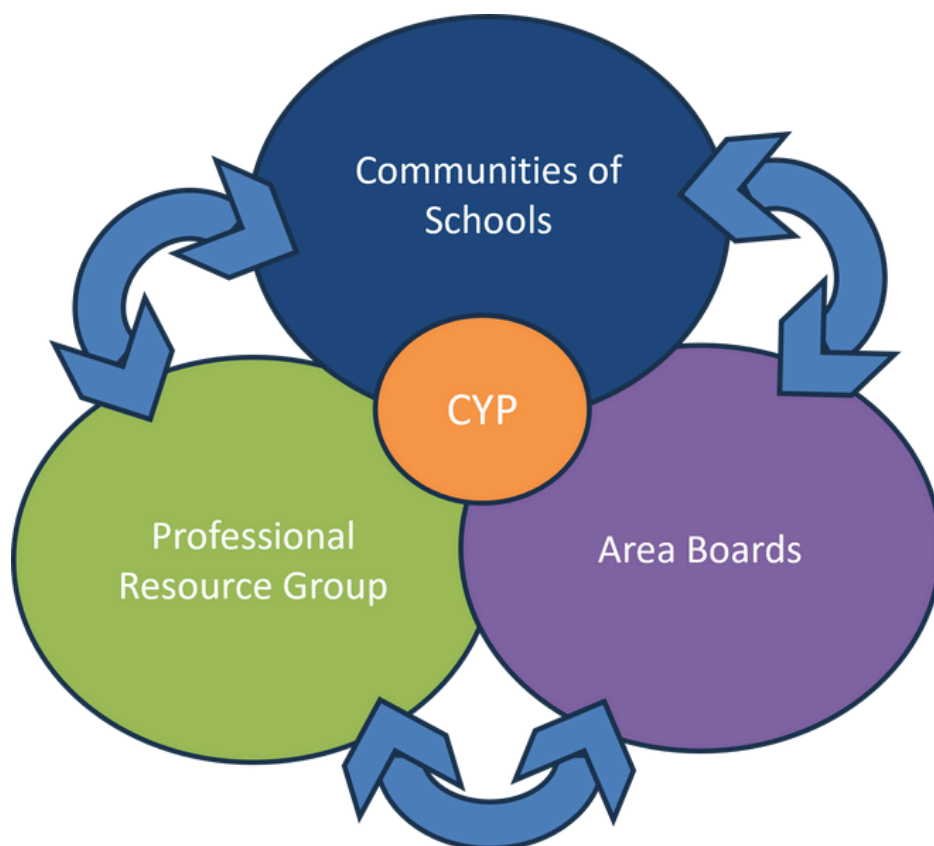 Communities of
Schools
CYP
Professional
Resource Group
Area Boards